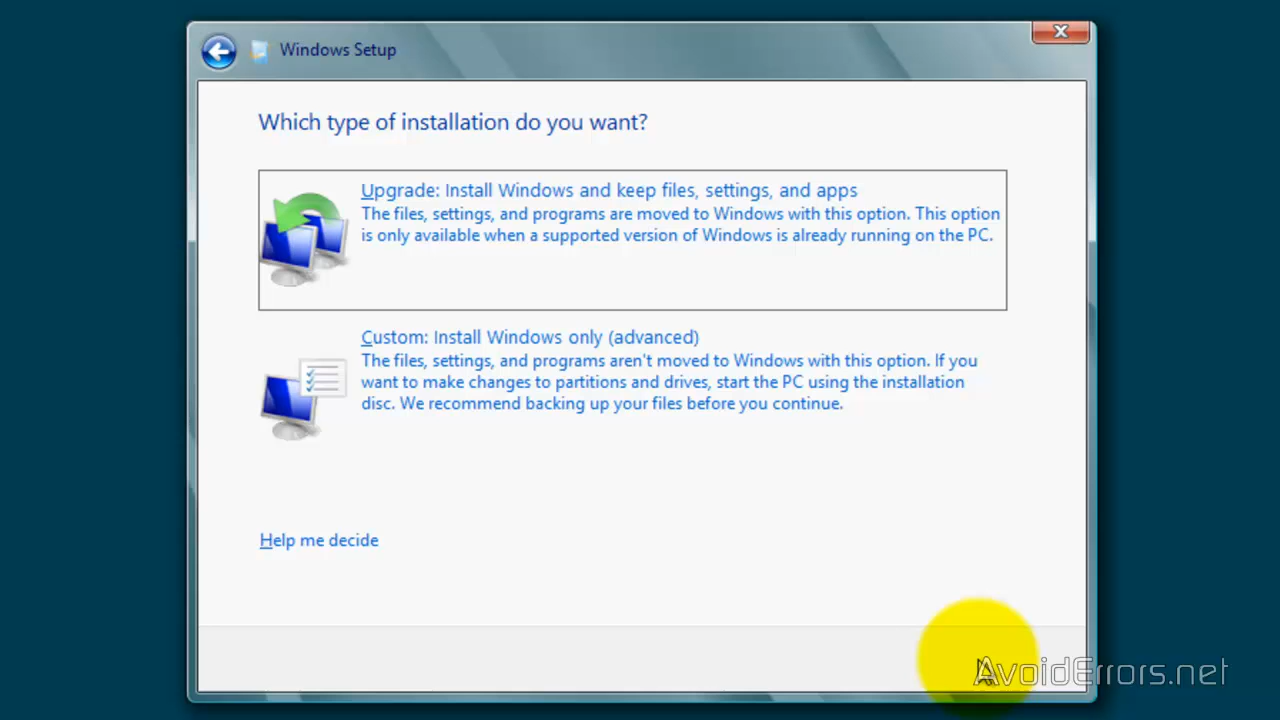 Windows Setup
Which type of installation do you want?
Upgrade: Install Windows and keep files, settings, and apps
The files, settings, and programs are moved to Windows with this option. This option
is only available when a supported version of Windows is already running on the PC.
Custom: Install Windows only (advanced)
The files, settings, and programs aren't moved to Windows with this option. If you
want to make changes to partitions and drives, start the PC using the installation
disc. We recommend backing up your files before you continue.
Help me decide
AvoidErrors.net